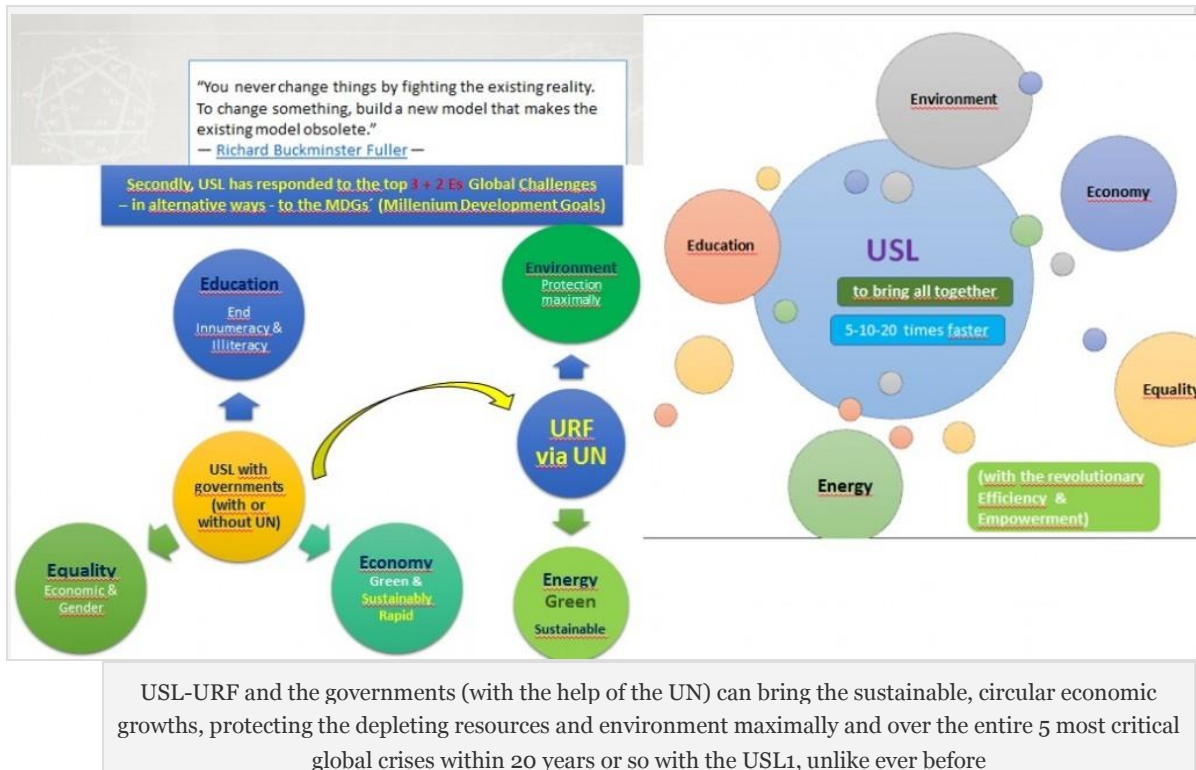 "You never change things by fighting the existing reality.
To change something, build a new model that makes the
existing model obsolete."
— Richard Buckminster Fuller —
Secondly, USL has responded to the top 3 + 2 Es Global Challenges
– in alternative ways - to the MDGs´ (Millenium Development Goals)
Education
End
Innumeracy &
Illiteracy
Environment
Protection
maximally
USL with
governments
(with or
without UN)
URF
via UN
Equality
Economic &
Gender
Economy
Green &
Sustainably
Rapid
Energy
Green
Sustainable
Environment
Economy
Education
USL
to bring all together
5-10-20 times faster
Equality
Energy
(with the revolutionary
Efficiency &
Empowerment)
USL-URF and the governments (with the help of the UN) can bring the sustainable, circular economic
growths, protecting the depleting resources and environment maximally and over the entire 5 most critical
global crises within 20 years or so with the USL1, unlike ever before